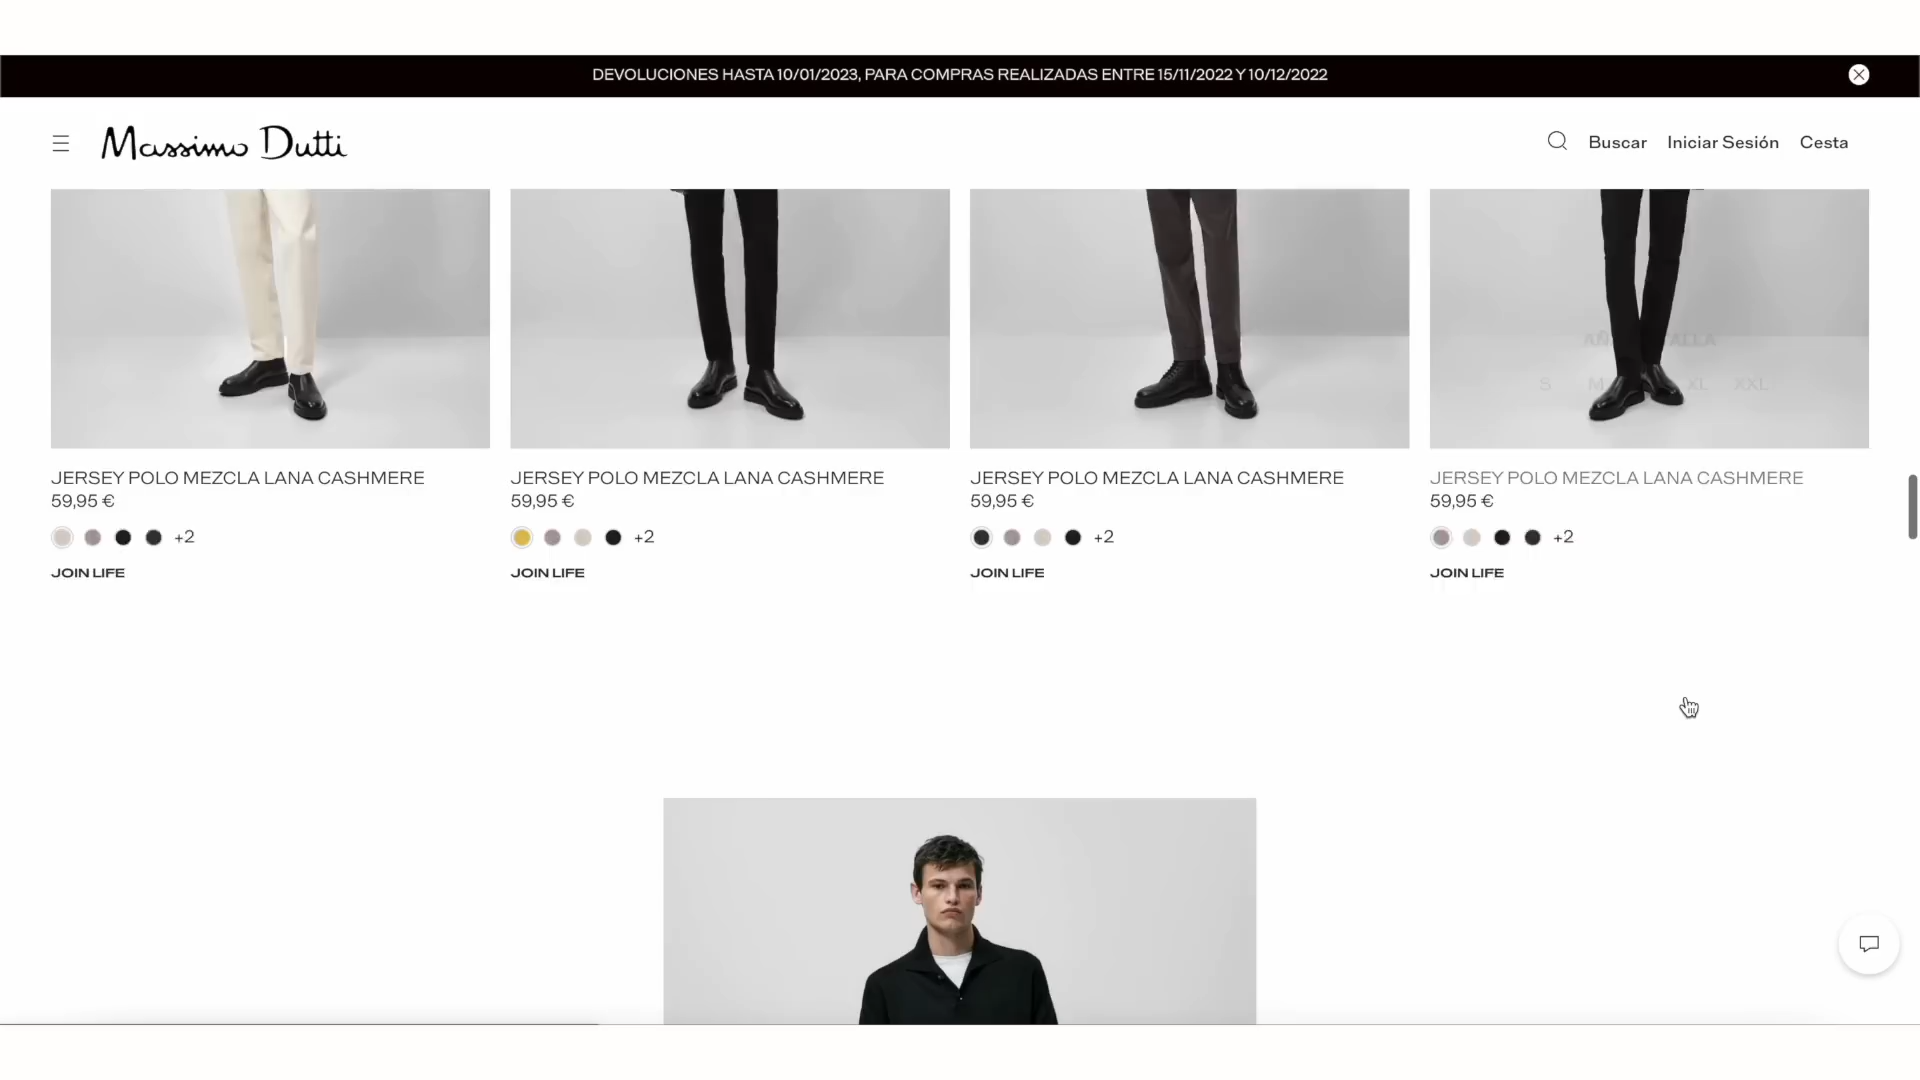 DEVOLUCIONES HASTA 10/01/2023, PARA COMPRAS REALIZADAS ENTRE 15/11/2022 Y 10/12/2022
Massimo Dutti
Buscar Iniciar Sesión Cesta
S M XL XXL
JERSEY POLO MEZCLA LANA CASHMERE JERSEY POLO MEZCLA LANA CASHMERE JERSEY POLO MEZCLA LANA CASHMERE JERSEY POLO MEZCLA LANA CASHMERE
59,95 € 59,95 € 59,95 € 59,95 €
+2 +2 +2 +2
JOIN LIFE JOIN LIFE JOIN LIFE JOIN LIFE